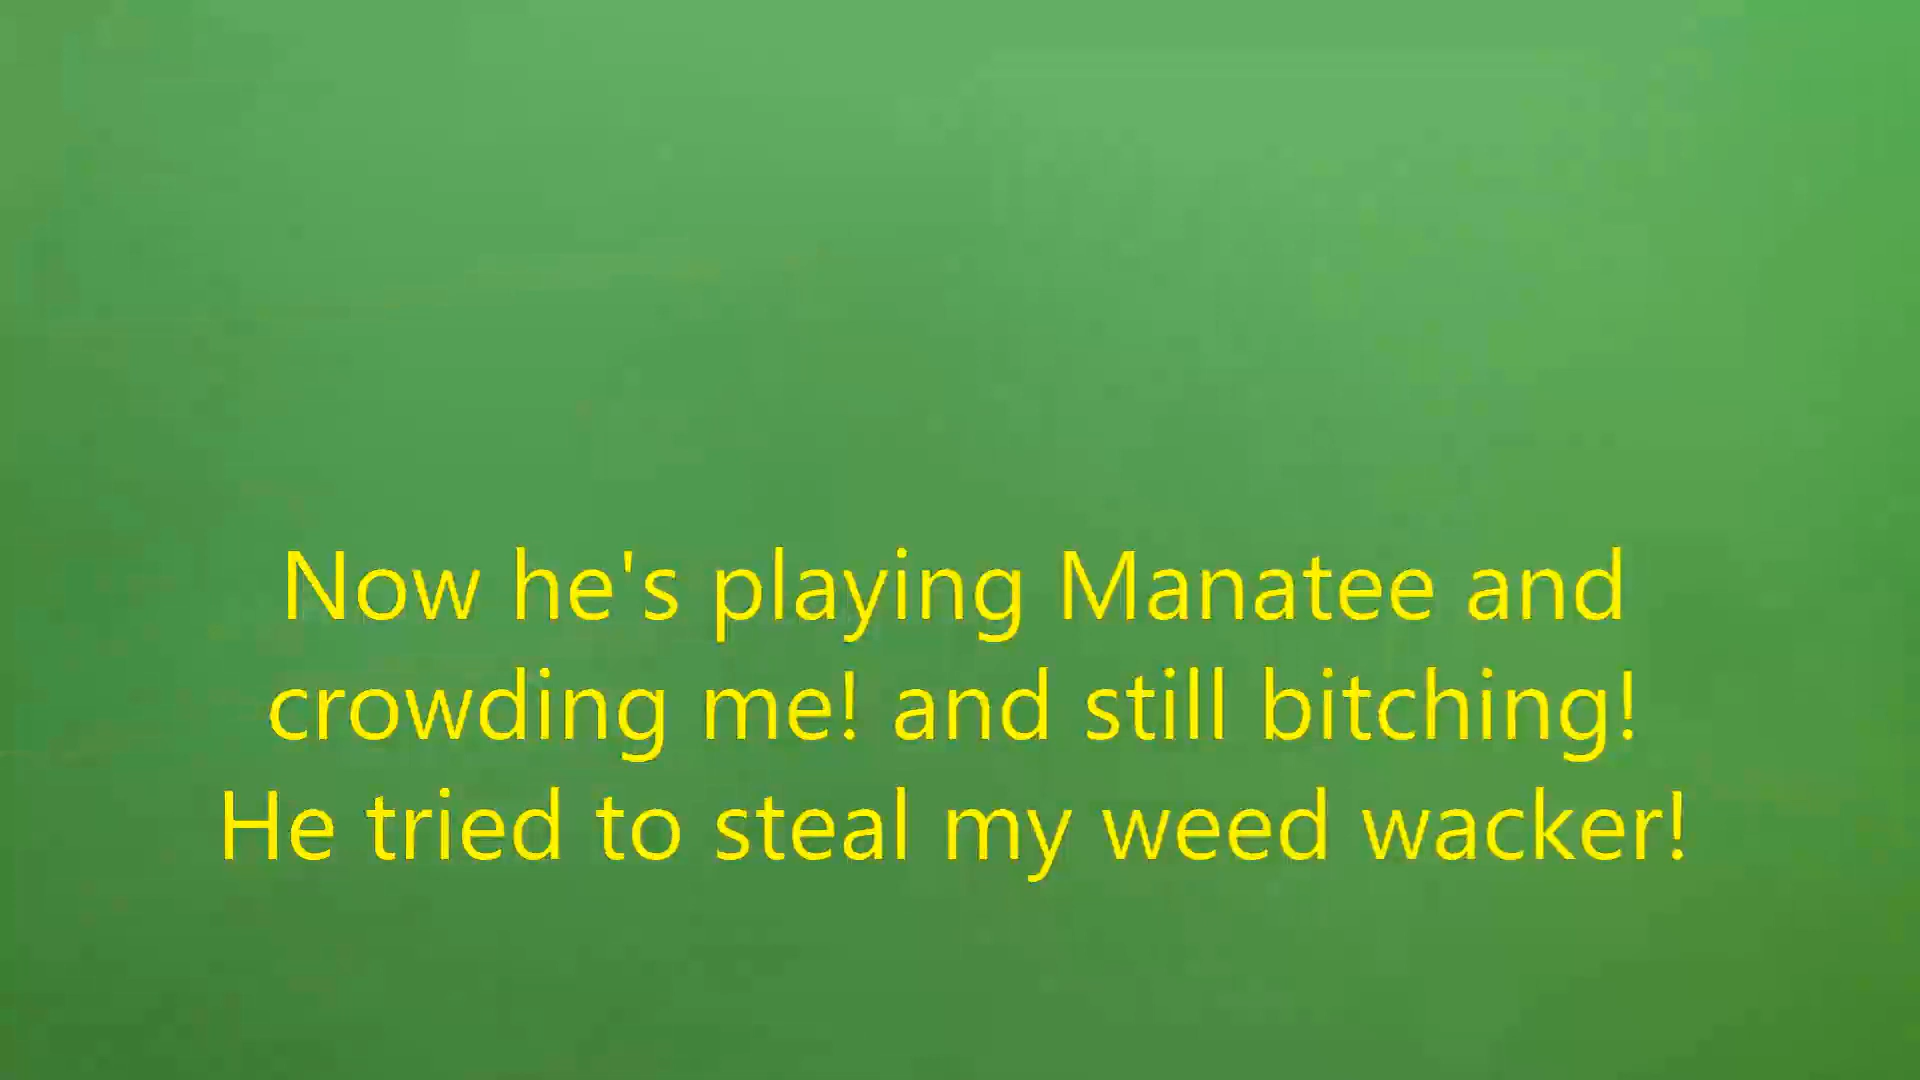 Now he's playing Manatee and
crowding me! and still bitching!
He tried to steal my weed wacker!